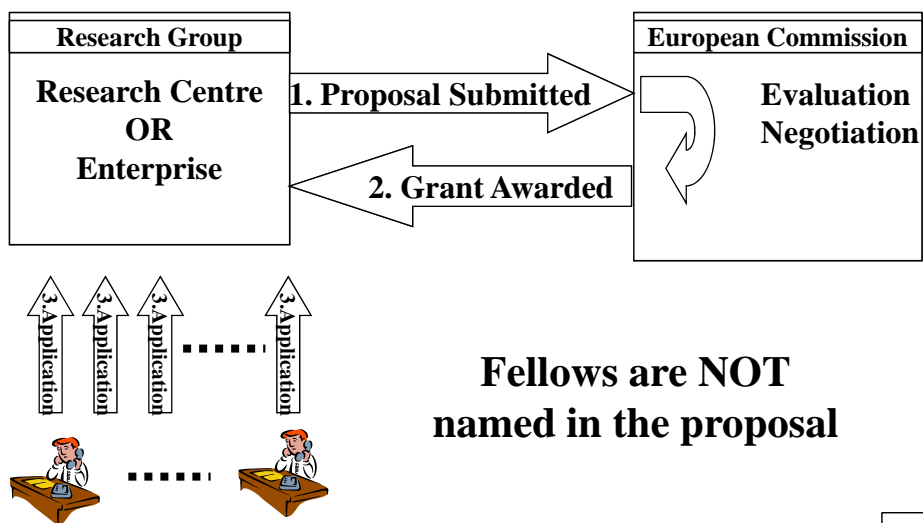 Research Group
Research Centre
OR
Enterprise
1. Proposal Submitted
2. Grant Awarded
European Commission
Evaluation
Negotiation
3.Application
3.Application
3.Application
3.Application
Fellows are NOT
named in the proposal